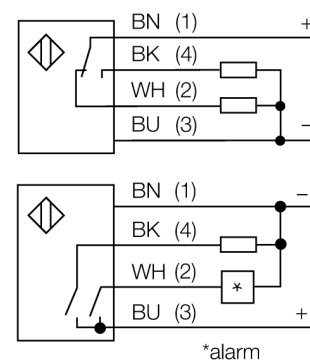 BN (1) +
BK (4)
WH (2)
BU (3) −
BN (1) −
BK (4)
WH (2) *
BU (3) +
*alarm